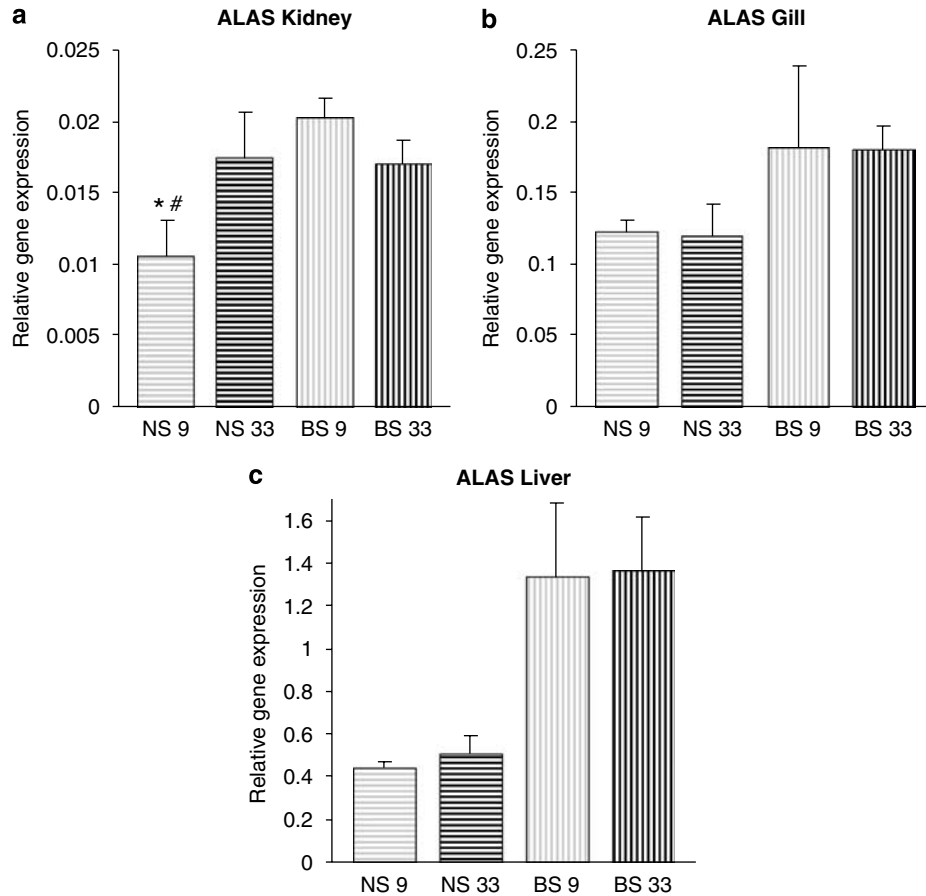 a
ALAS Kidney
Relative gene expression
0.025
0.02
0.015
0.01
0.005
0
* #
NS 9 NS 33 BS 9 BS 33
b
ALAS Gill
Relative gene expression
0.25
0.2
0.15
0.1
0.05
0
NS 9 NS 33 BS 9 BS 33
c
ALAS Liver
Relative gene expression
1.6
1.4
1.2
1
0.8
0.6
0.4
0.2
0
NS 9 NS 33 BS 9 BS 33